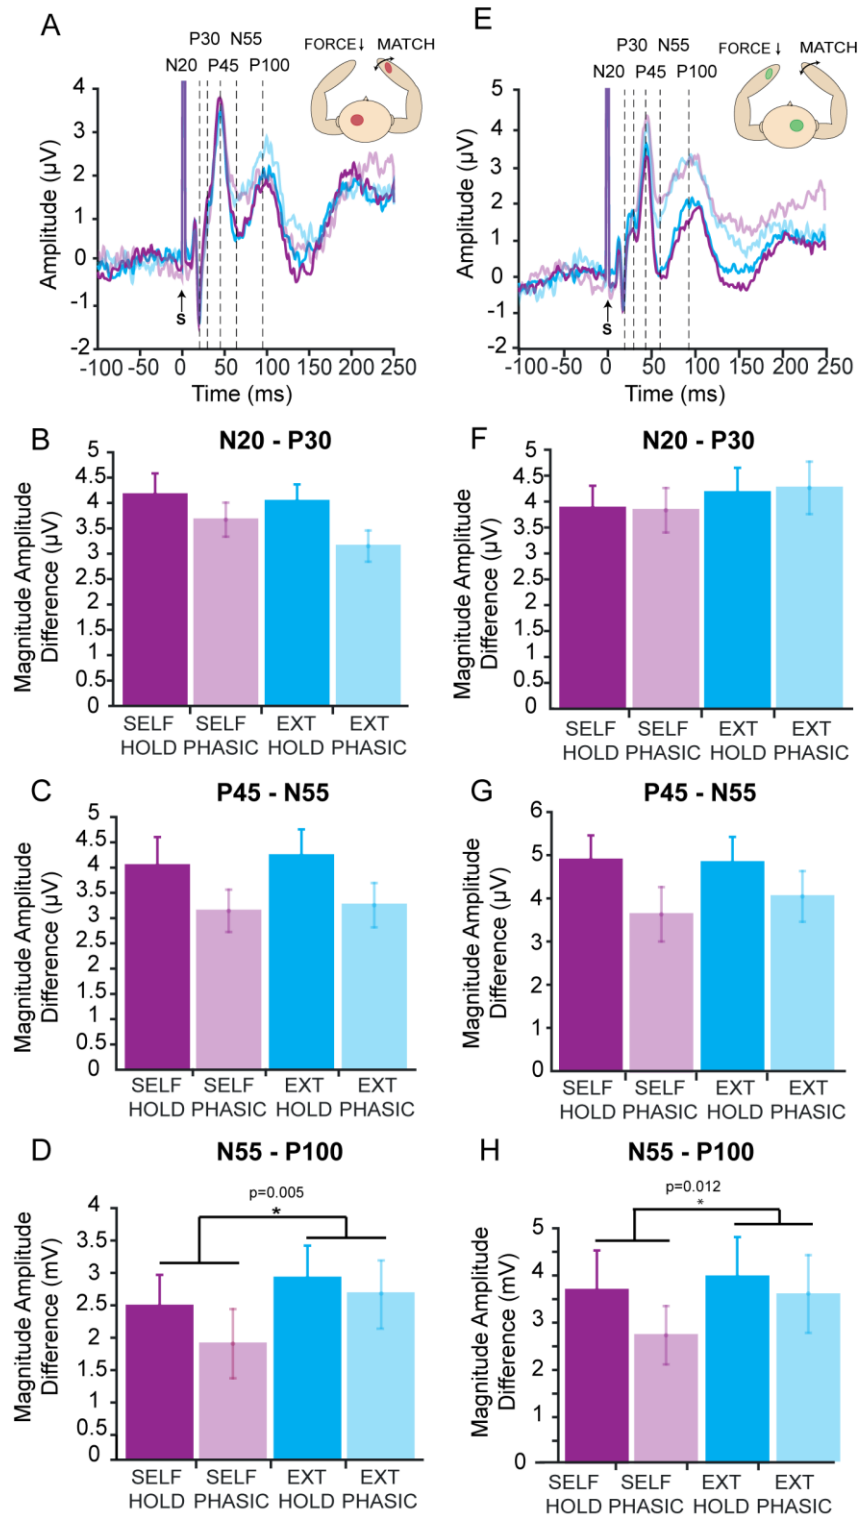 A
P30 N55
N20 P45 P100
FORCE↓ MATCH
Amplitude (µV)
4
3
2
1
0
-1
-2
S
-100 -50 0 50 100 150 200 250
Time (ms)
E
P30 N55
N20 P45 P100
FORCE↓ MATCH
Amplitude (µV)
5
4
3
2
1
0
-1
-2
S
-100 -50 0 50 100 150 200 250
Time (ms)
B
N20 - P30
Magnitude Amplitude
Difference (µV)
5
4.5
4
3.5
3
2.5
2
1.5
1
0.5
0
SELF SELF EXT EXT
HOLD PHASIC HOLD PHASIC
F
N20 - P30
Magnitude Amplitude
Difference (µV)
5
4.5
4
3.5
3
2.5
2
1.5
1
0.5
0
SELF SELF EXT EXT
HOLD PHASIC HOLD PHASIC
C
P45 - N55
Magnitude Amplitude
Difference (µV)
5
4.5
4
3.5
3
2.5
2
1.5
1
0.5
0
SELF SELF EXT EXT
HOLD PHASIC HOLD PHASIC
G
P45 - N55
Magnitude Amplitude
Difference (µV)
6
5
4
3
2
1
0
SELF SELF EXT EXT
HOLD PHASIC HOLD PHASIC
D
N55 - P100
p=0.005
*
Magnitude Amplitude
Difference (mV)
4
3.5
3
2.5
2
1.5
1
0.5
0
SELF SELF EXT EXT
HOLD PHASIC HOLD PHASIC
H
N55 - P100
p=0.012
*
Magnitude Amplitude
Difference (mV)
5
4
3
2
1
0
SELF SELF EXT EXT
HOLD PHASIC HOLD PHASIC